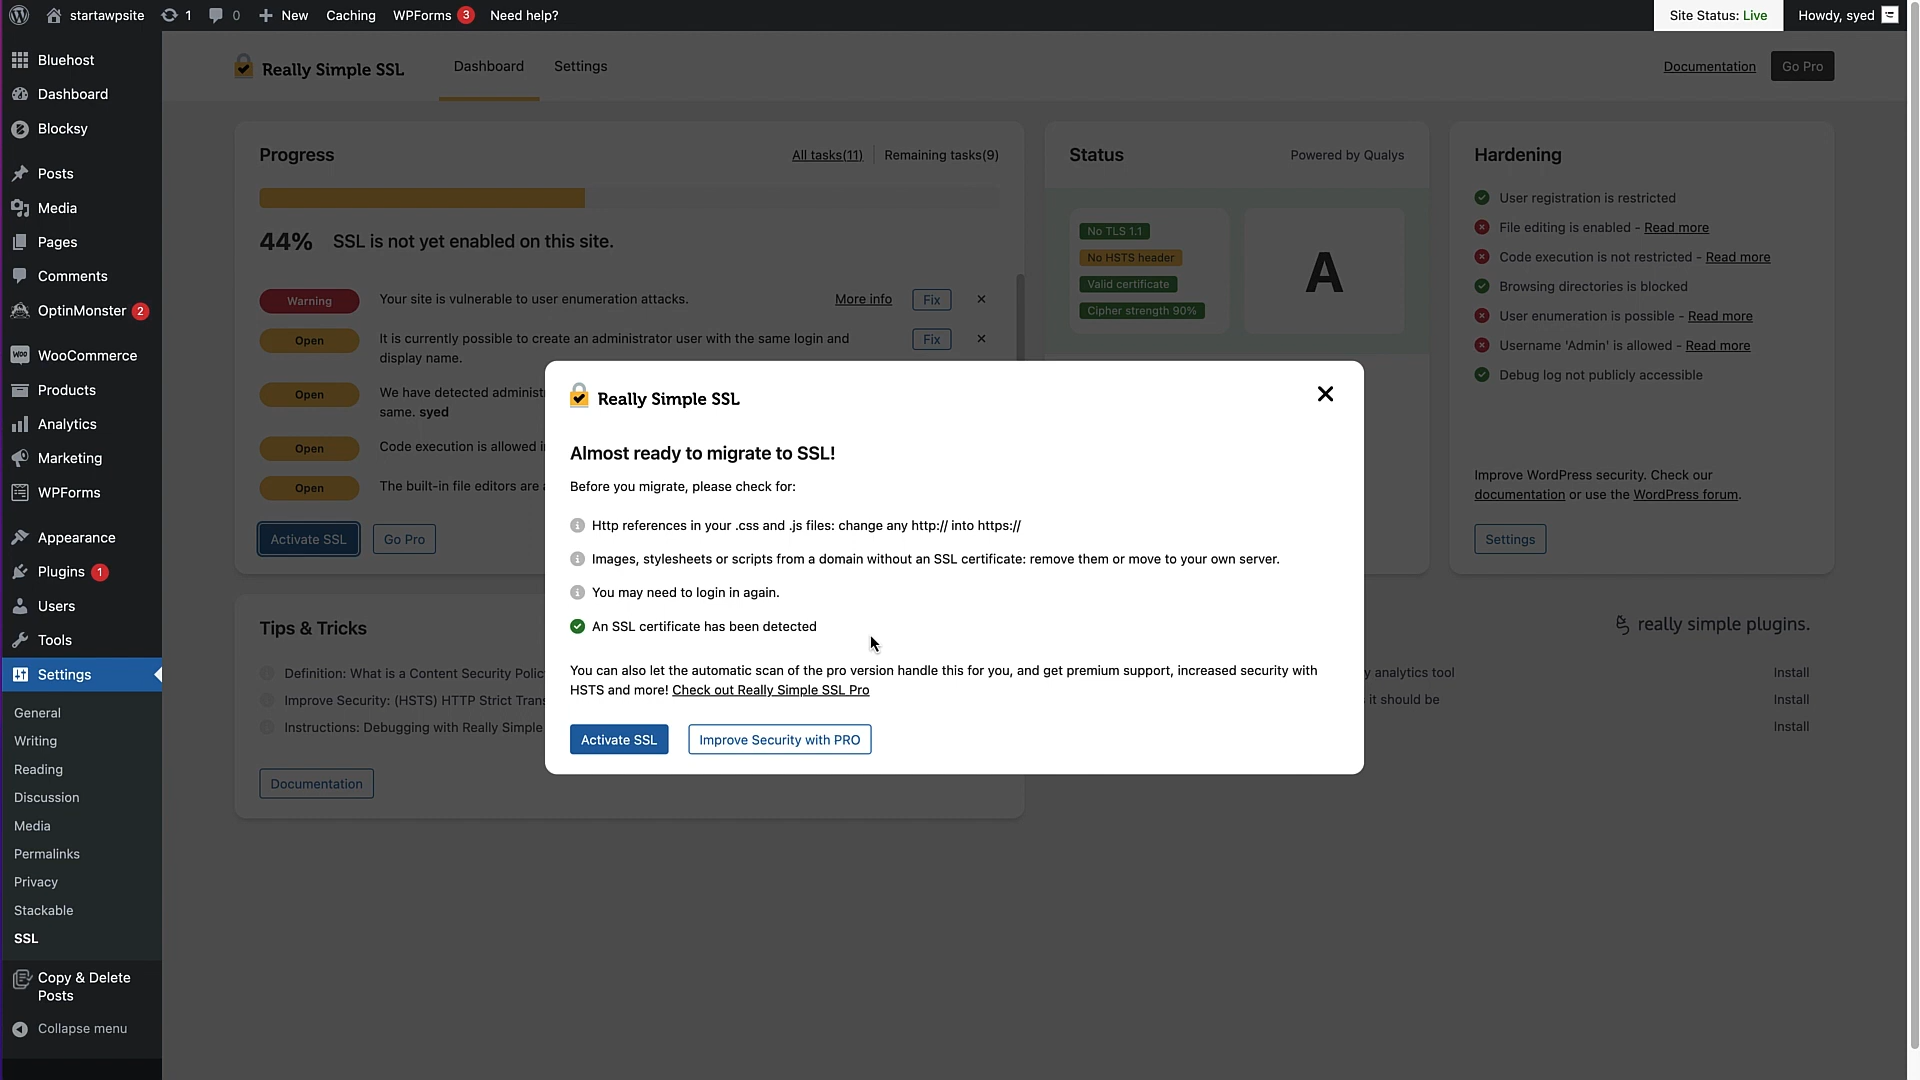 startawpsite
1
0
New
Caching
WPForms 3
Need help?
Site Status: Live
Howdy, syed
Bluehost
Dashboard
Blocksy
Posts
Media
Pages
Comments
OptinMonster 2
WooCommerce
Products
Analytics
Marketing
WPForms
Appearance
Plugins 1
Users
Tools
Settings
General
Writing
Reading
Discussion
Media
Permalinks
Privacy
Stackable
SSL
Copy & Delete
Posts
Collapse menu
Really Simple SSL
Dashboard
Settings
Documentation
Go Pro
Progress
All tasks(11)
Remaining tasks(9)
44%
SSL is not yet enabled on this site.
Warning
Your site is vulnerable to user enumeration attacks.
More info
Fix
Open
It is currently possible to create an administrator user with the same login and
display name.
Fix
Open
We have detected administ
same. syed
Open
Code execution is allowed i
Open
The built-in file editors are a
Activate SSL
Go Pro
Status
Powered by Qualys
No TLS 1.1
No HSTS header
Valid certificate
Cipher strength 90%
A
Hardening
User registration is restricted
File editing is enabled - Read more
Code execution is not restricted - Read more
Browsing directories is blocked
User enumeration is possible - Read more
Username 'Admin' is allowed - Read more
Debug log not publicly accessible
Improve WordPress security. Check our
documentation or use the WordPress forum.
Settings
Really Simple SSL
Almost ready to migrate to SSL!
Before you migrate, please check for:
Http references in your .css and .js files: change any http:// into https://
Images, stylesheets or scripts from a domain without an SSL certificate: remove them or move to your own server.
You may need to login in again.
An SSL certificate has been detected
You can also let the automatic scan of the pro version handle this for you, and get premium support, increased security with
HSTS and more! Check out Really Simple SSL Pro
Activate SSL
Improve Security with PRO
Tips & Tricks
Definition: What is a Content Security Polic
Improve Security: (HSTS) HTTP Strict Trans
Instructions: Debugging with Really Simple
Documentation
really simple plugins.
y analytics tool
Install
it should be
Install
Install